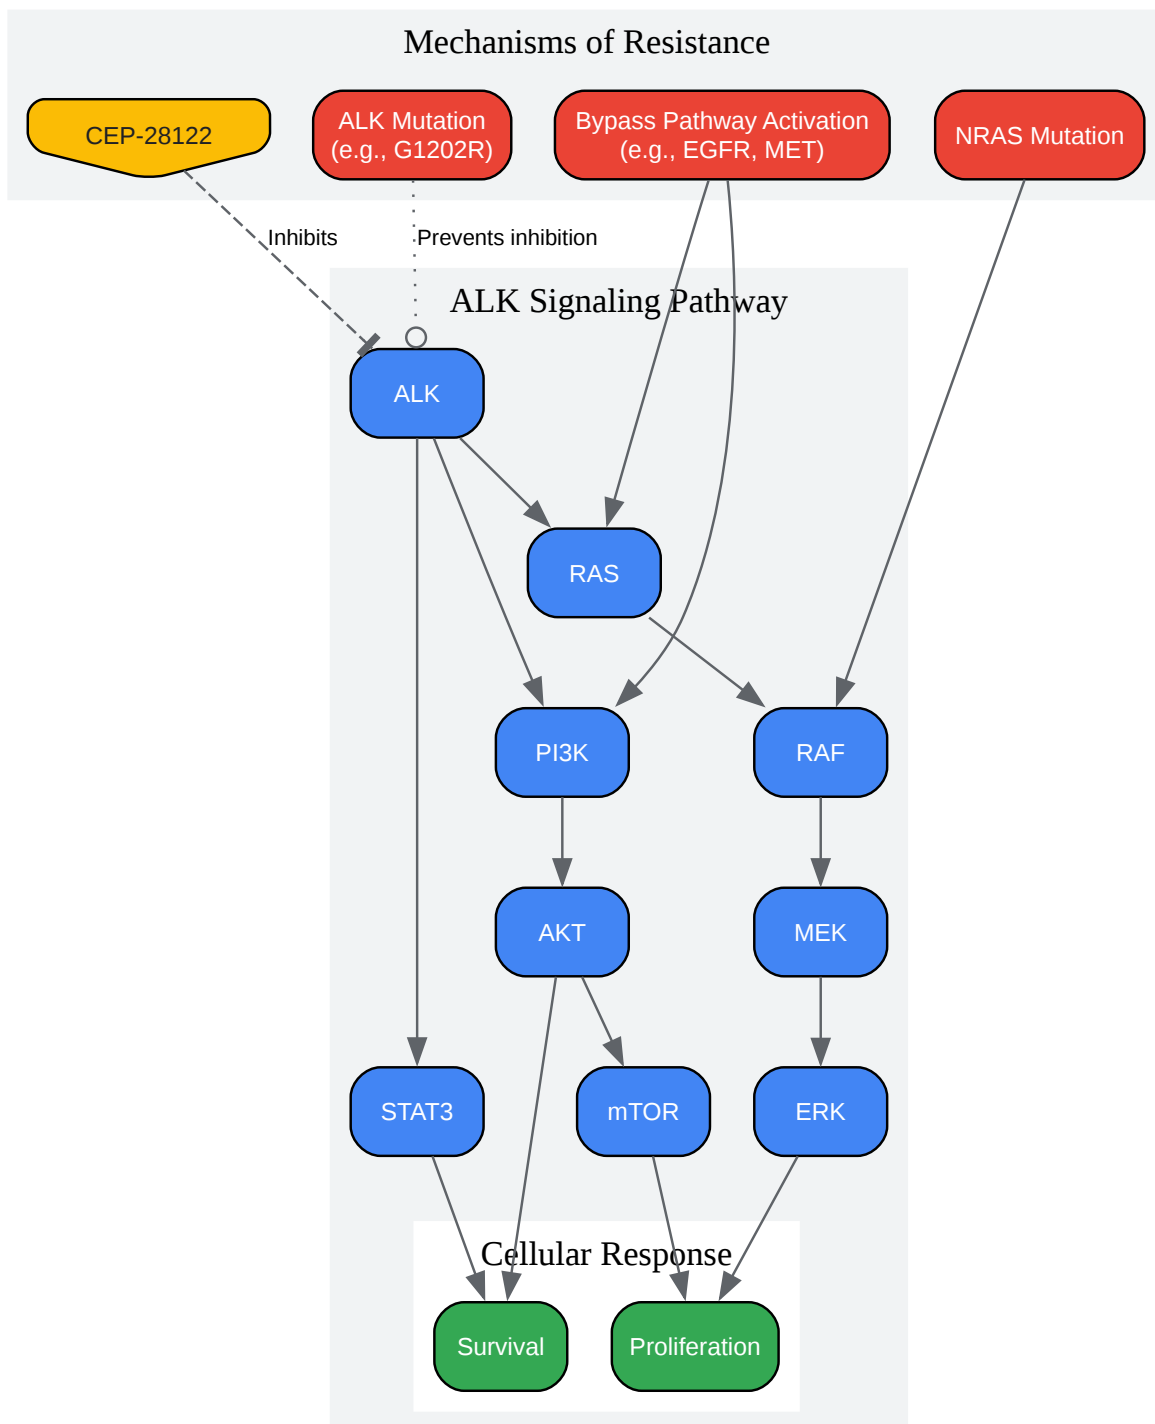 Mechanisms of Resistance
CEP-28122
ALK Mutation
(e.g., G1202R)
Bypass Pathway Activation
(e.g., EGFR, MET)
NRAS Mutation
Inhibits
Prevents inhibition
ALK Signaling Pathway
ALK
RAS
PI3K
RAF
AKT
MEK
STAT3
mTOR
ERK
Cellular Response
Survival
Proliferation